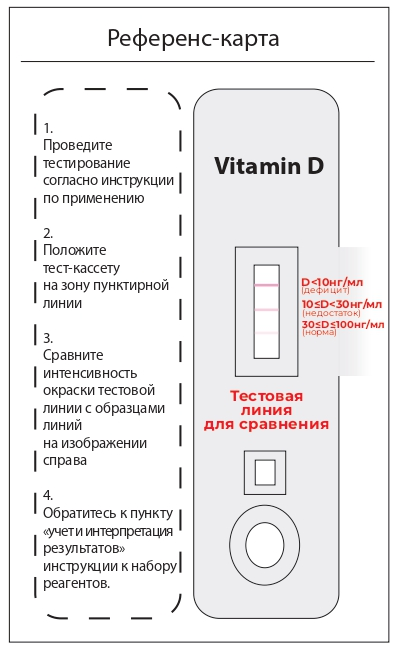 Референс-карта
1.
Проведите
тестирование
согласно инструкции
по применению
2.
Положите
тест-кассету
на зону пунктирной
линии
3.
Сравните
интенсивность
окраски тестовой
линии с образцами
линий
на изображении
справа
4.
Обратитесь к пункту
«учет и интерпретация
результатов»
инструкции к набору
реагентов.
Vitamin D
D<10нг/мл
(дефицит)
10≤D<30нг/мл
(недостаток)
30≤D≤100нг/мл
(норма)
Тестовая
линия
для сравнения